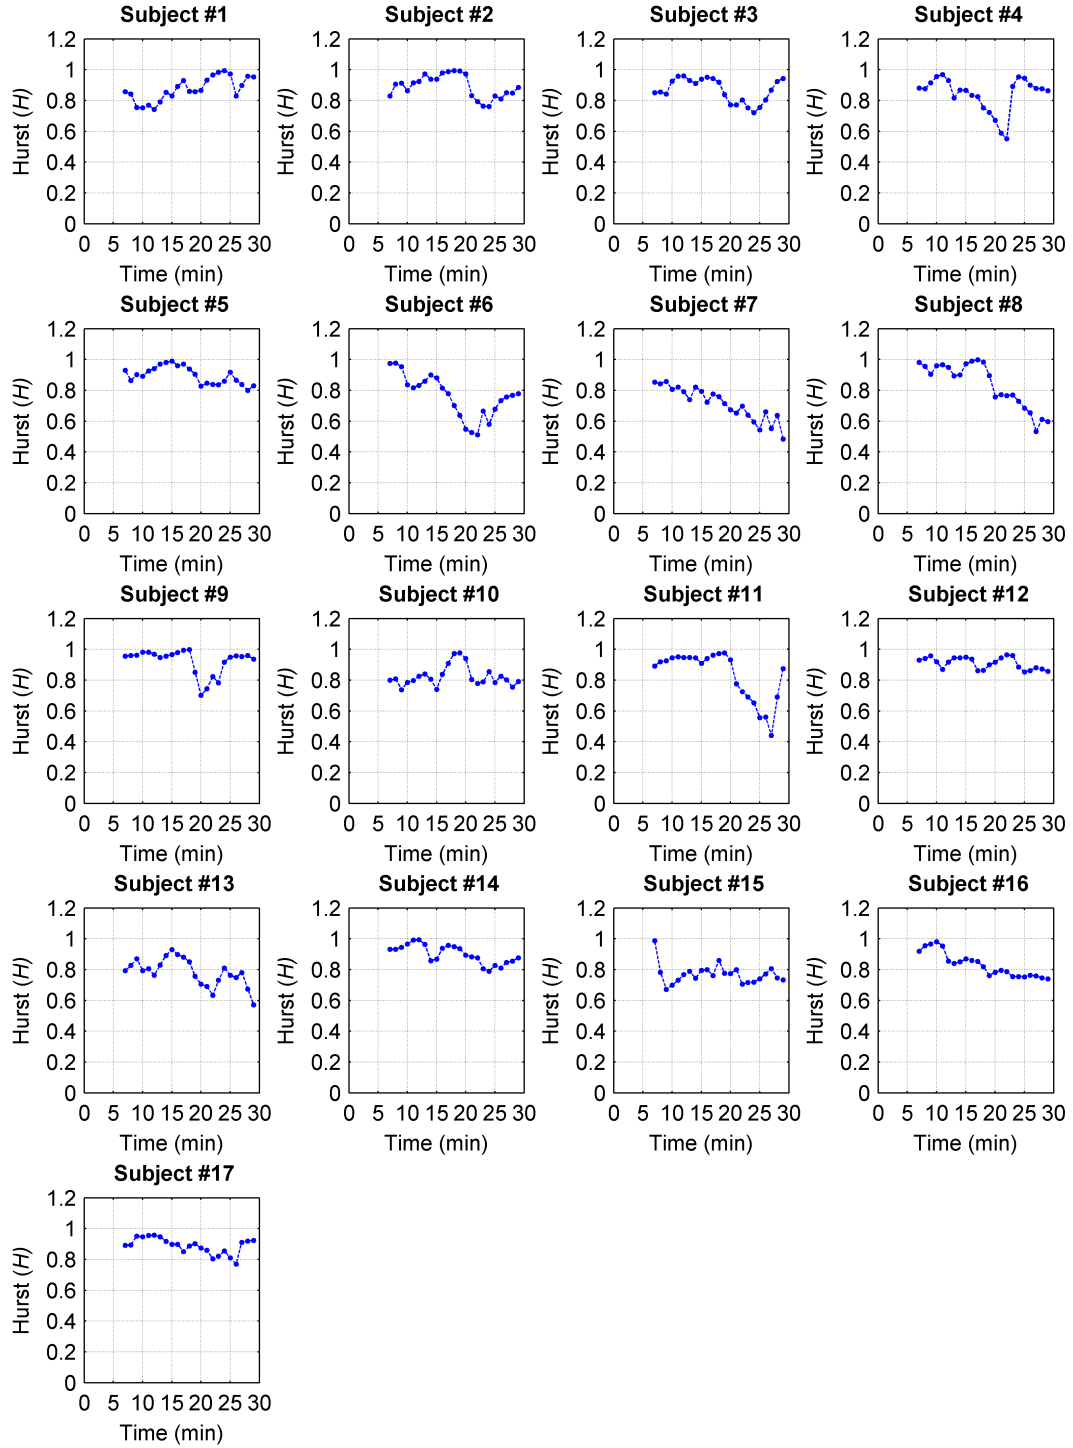 Subject #1 Subject #2 Subject #3 Subject #4
1.2 1.2 1.2 1.2
1 1 1 1
0.8 0.8 0.8 0.8
0.6 0.6 0.6 0.6
0.4 0.4 0.4 0.4
0.2 0.2 0.2 0.2
0 0 0 0
Hurst (H) Hurst (H) Hurst (H) Hurst (H)
0 5 10 15 20 25 30 0 5 10 15 20 25 30 0 5 10 15 20 25 30 0 5 10 15 20 25 30
Time (min) Time (min) Time (min) Time (min)
Subject #5 Subject #6 Subject #7 Subject #8
1.2 1.2 1.2 1.2
1 1 1 1
0.8 0.8 0.8 0.8
0.6 0.6 0.6 0.6
0.4 0.4 0.4 0.4
0.2 0.2 0.2 0.2
0 0 0 0
Hurst (H) Hurst (H) Hurst (H) Hurst (H)
0 5 10 15 20 25 30 0 5 10 15 20 25 30 0 5 10 15 20 25 30 0 5 10 15 20 25 30
Time (min) Time (min) Time (min) Time (min)
Subject #9 Subject #10 Subject #11 Subject #12
1.2 1.2 1.2 1.2
1 1 1 1
0.8 0.8 0.8 0.8
0.6 0.6 0.6 0.6
0.4 0.4 0.4 0.4
0.2 0.2 0.2 0.2
0 0 0 0
Hurst (H) Hurst (H) Hurst (H) Hurst (H)
0 5 10 15 20 25 30 0 5 10 15 20 25 30 0 5 10 15 20 25 30 0 5 10 15 20 25 30
Time (min) Time (min) Time (min) Time (min)
Subject #13 Subject #14 Subject #15 Subject #16
1.2 1.2 1.2 1.2
1 1 1 1
0.8 0.8 0.8 0.8
0.6 0.6 0.6 0.6
0.4 0.4 0.4 0.4
0.2 0.2 0.2 0.2
0 0 0 0
Hurst (H) Hurst (H) Hurst (H) Hurst (H)
0 5 10 15 20 25 30 0 5 10 15 20 25 30 0 5 10 15 20 25 30 0 5 10 15 20 25 30
Time (min) Time (min) Time (min) Time (min)
Subject #17
1.2
1
0.8
0.6
0.4
0.2
0
Hurst (H)
0 5 10 15 20 25 30
Time (min)